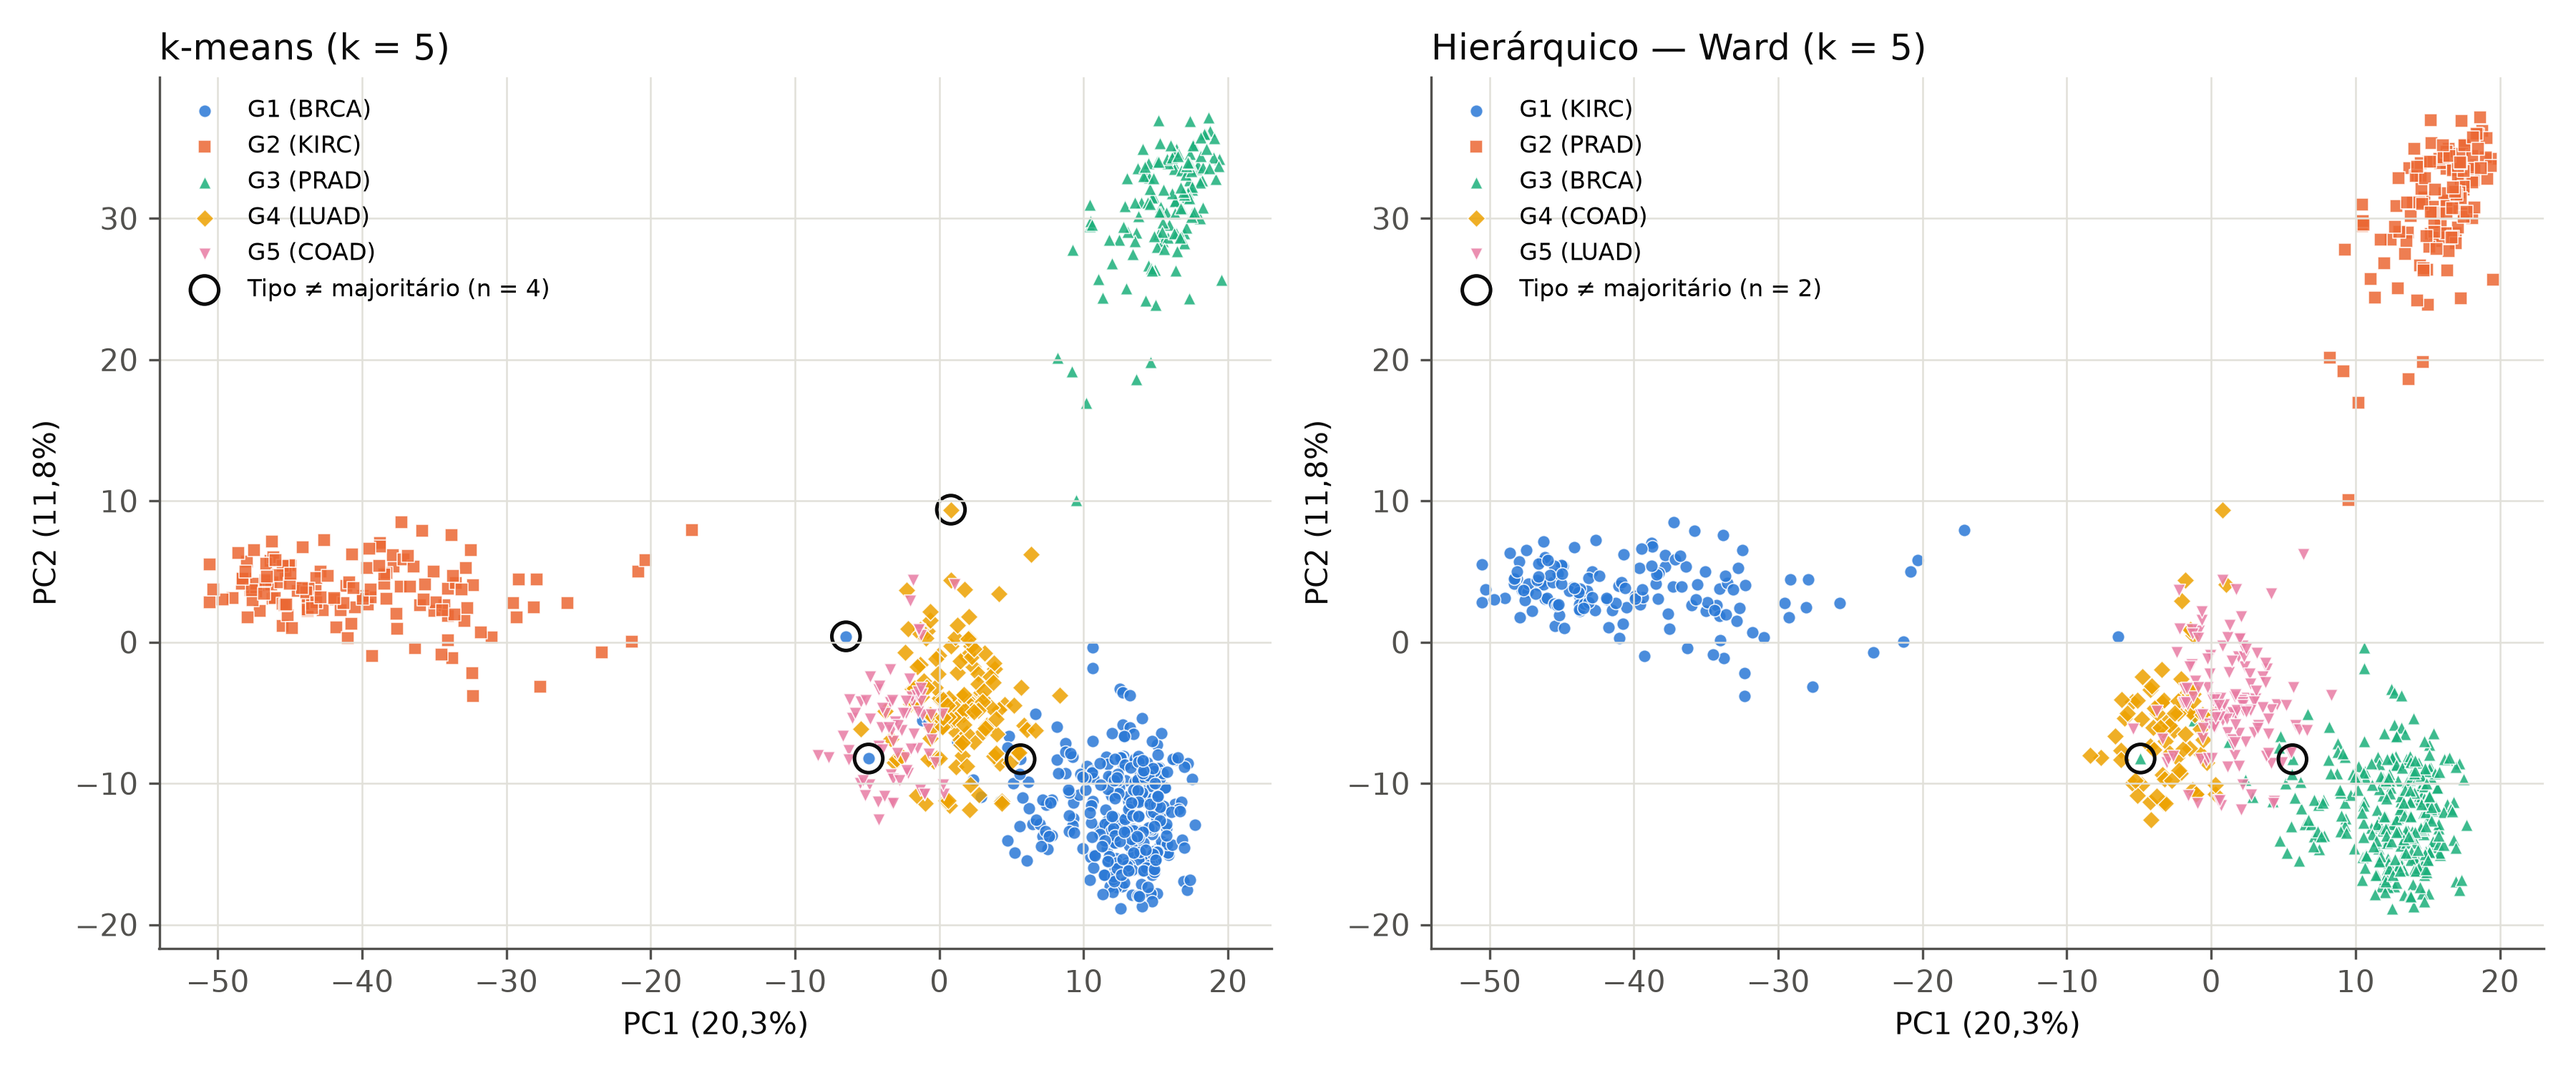 k-means (k = 5)
G1 (BRCA)
G2 (KIRC)
G3 (PRAD)
G4 (LUAD)
G5 (COAD)
Tipo ≠ majoritário (n = 4)
30
20
10
0
−10
−20
PC2 (11,8%)
−50
−40
−30
−20
−10
0
10
20
PC1 (20,3%)
Hierárquico — Ward (k = 5)
G1 (KIRC)
G2 (PRAD)
G3 (BRCA)
G4 (COAD)
G5 (LUAD)
Tipo ≠ majoritário (n = 2)
30
20
10
0
−10
−20
PC2 (11,8%)
−50
−40
−30
−20
−10
0
10
20
PC1 (20,3%)